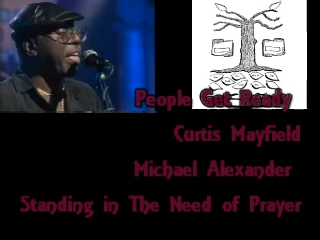 People Get Ready
Curtis Mayfield
Michael Alexander
Standing in The Need of Prayer